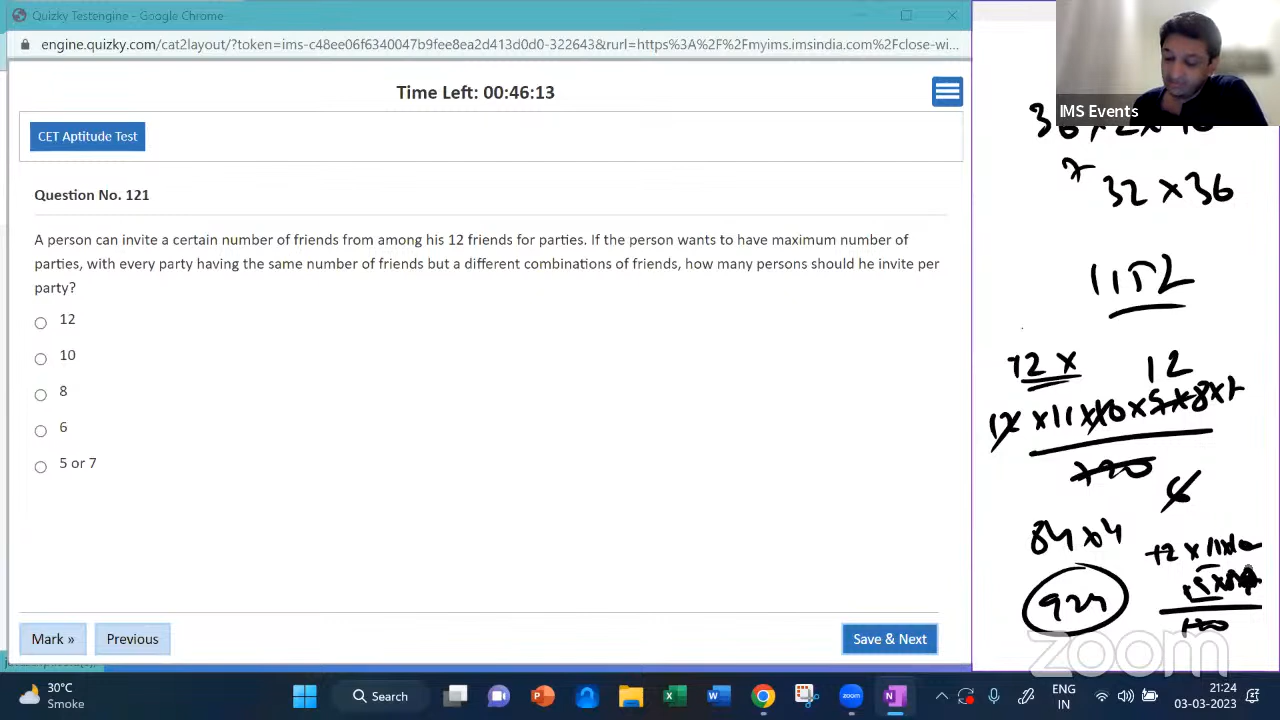 Quizky Testengine - Google Chrome
engine.quizky.com/cat2layout/?token=ims-c48ee06f6340047b9fee8ea2d413d0d0-322643&rurl=https%3A%2F%2Fmyims.imsindia.com%2Fclose-wi...
Time Left: 00:46:13
CET Aptitude Test
Question No. 121
A person can invite a certain number of friends from among his 12 friends for parties. If the person wants to have maximum number of
parties, with every party having the same number of friends but a different combinations of friends, how many persons should he invite per
party?
12
10
8
6
5 or 7
Mark »
Previous
Save & Next
IMS Events
32 x 36
1152
12
924
zoom
30°C
Smoke
Search
ENG
IN
21:24
03-03-2023